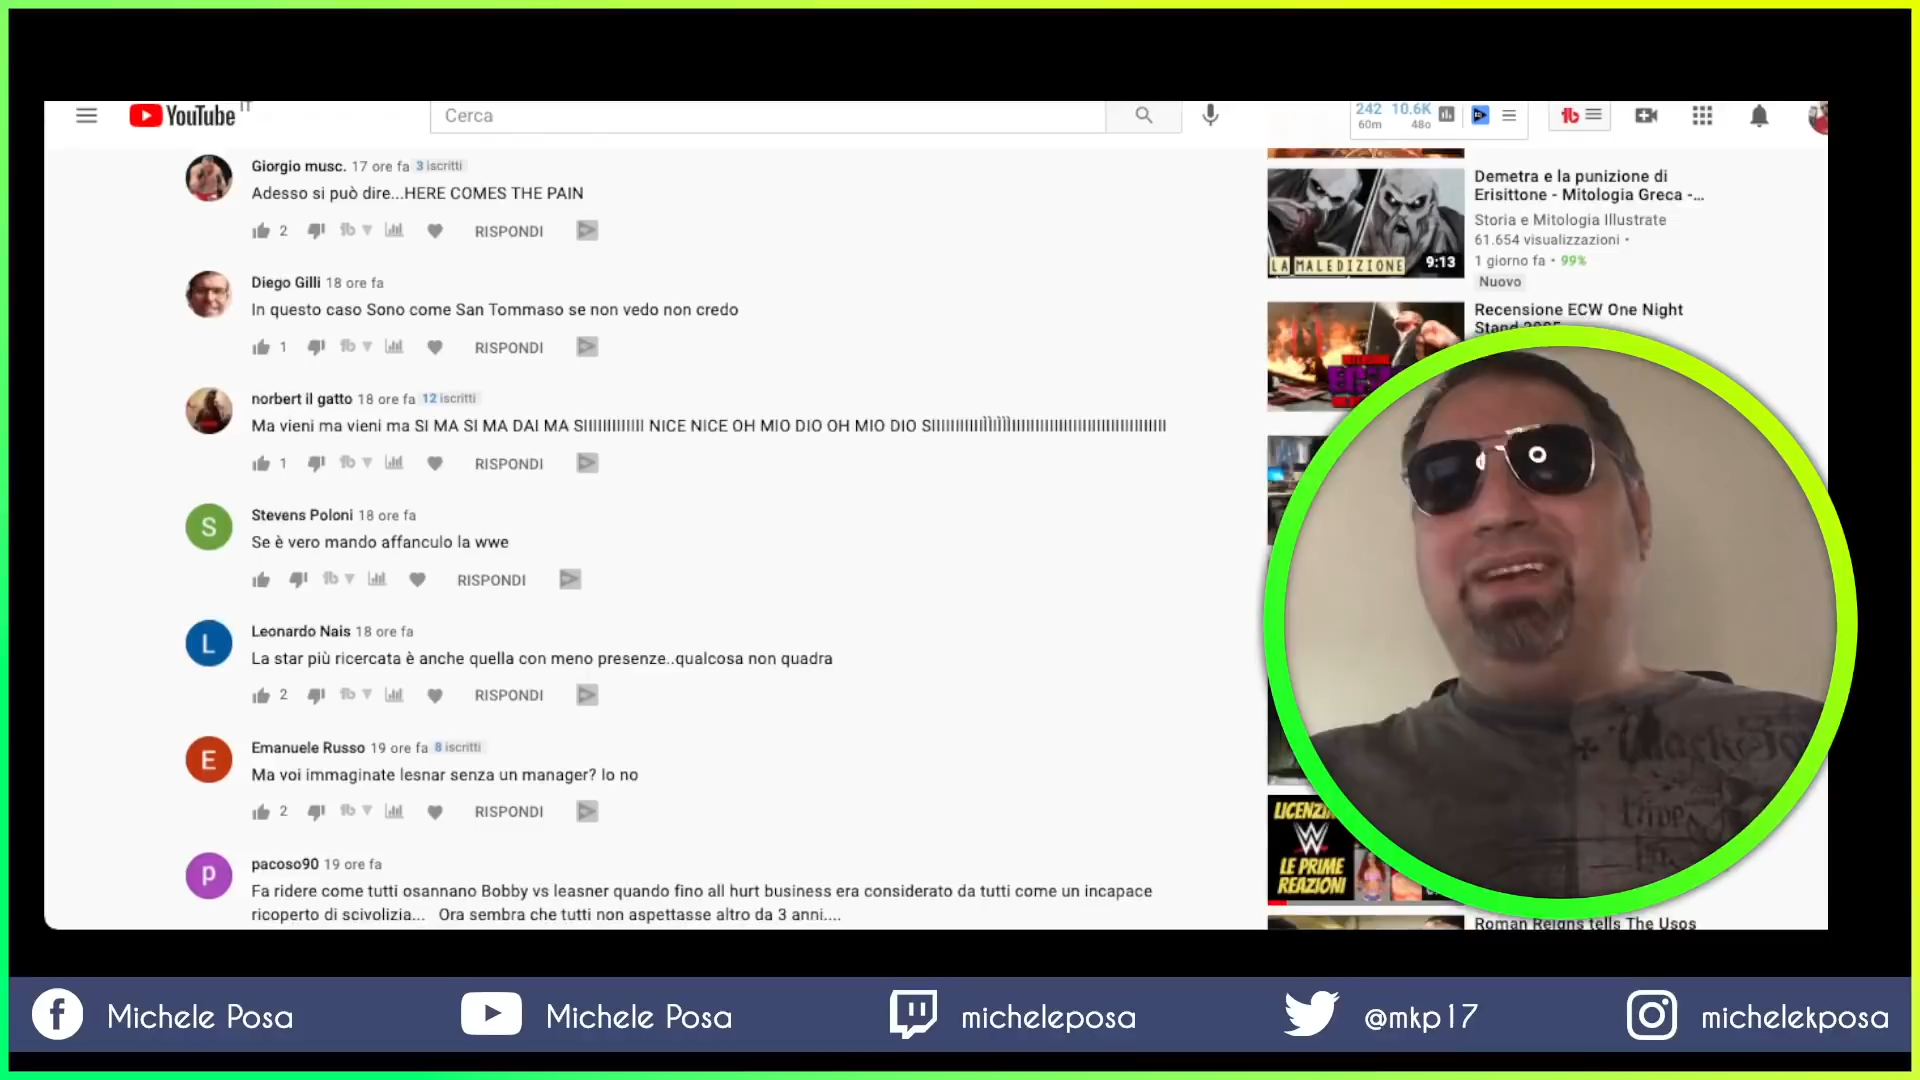 YouTube IT
Cerca
242 10.6K
60m 48o
Giorgio musc. 17 ore fa 3 iscritti
Adesso si può dire...HERE COMES THE PAIN
2 RISPONDI
Diego Gilli 18 ore fa
In questo caso Sono come San Tommaso se non vedo non credo
1 RISPONDI
norbert il gatto 18 ore fa 12 iscritti
1 RISPONDI
Ma vieni ma vieni ma SI MA SI MA DAI MA NICE NICE OH MIO DIO OH MIO DIO
Stevens Poloni 18 ore fa
Se è vero mando affanculo la wwe
RISPONDI
Leonardo Nais 18 ore fa
La star più ricercata è anche quella con meno presenze..qualcosa non quadra
2 RISPONDI
Emanuele Russo 19 ore fa 8 iscritti
Ma voi immaginate lesnar senza un manager? Io no
2 RISPONDI
pacoso90 19 ore fa
Fa ridere come tutti osannano Bobby vs leasner quando fino all hurt business era considerato da tutti come un incapace
ricoperto di scivolizia... Ora sembra che tutti non aspettasse altro da 3 anni....
S
L
E
P
LA MALEDIZIONE
9:13
Demetra e la punizione di
Erisittone - Mitologia Greca -...
Storia e Mitologia Illustrate
61.654 visualizzazioni •
1 giorno fa • 99%
Nuovo
Recensione ECW One Night
Stand 2005
LE PRIME
REAZIONI
Roman Reigns tells The Usos
Michele Posa
Michele Posa
micheleposa
@mkp17
michelekposa